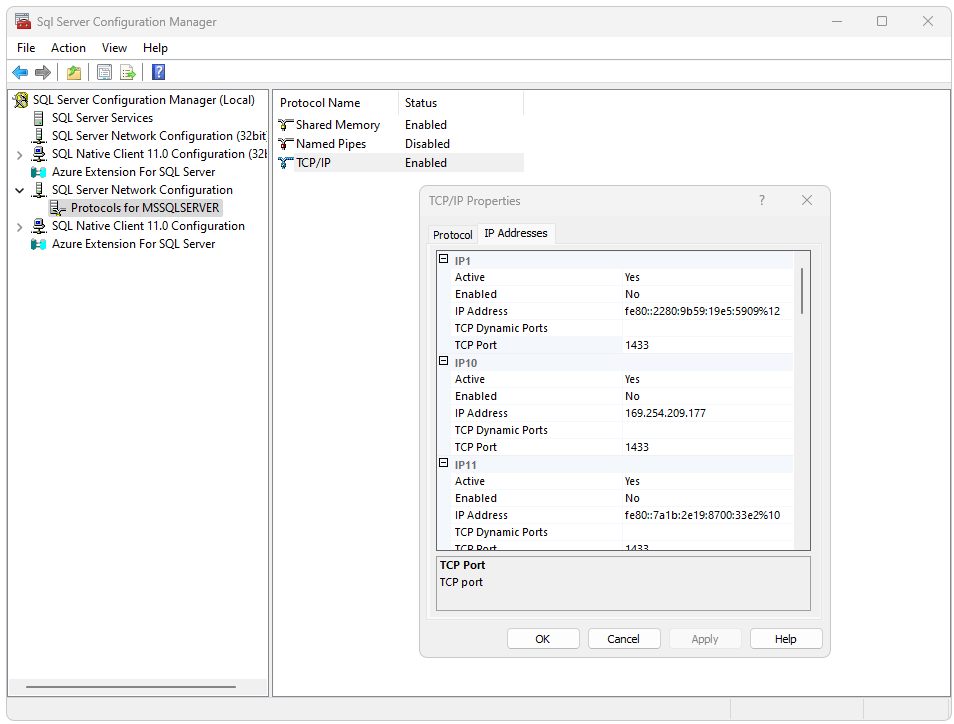 Sql Server Configuration Manager
File Action View Help
SQL Server Configuration Manager (Local)
SQL Server Services
SQL Server Network Configuration (32bit
SQL Native Client 11.0 Configuration (32
Azure Extension For SQL Server
SQL Server Network Configuration
Protocols for MSSQLSERVER
SQL Native Client 11.0 Configuration
Azure Extension For SQL Server
Protocol Name Status
Shared Memory Enabled
Named Pipes Disabled
TCP/IP Enabled
TCP/IP Properties
Protocol IP Addresses
IP1
Active Yes
Enabled No
IP Address fe80::2280:9b59:19e5:5909%12
TCP Dynamic Ports
TCP Port 1433
IP10
Active Yes
Enabled No
IP Address 169.254.209.177
TCP Dynamic Ports
TCP Port 1433
IP11
Active Yes
Enabled No
IP Address fe80::7a1b:2e19:8700:33e2%10
TCP Dynamic Ports
TCP Port 1433
TCP Port
TCP port
OK Cancel Apply Help